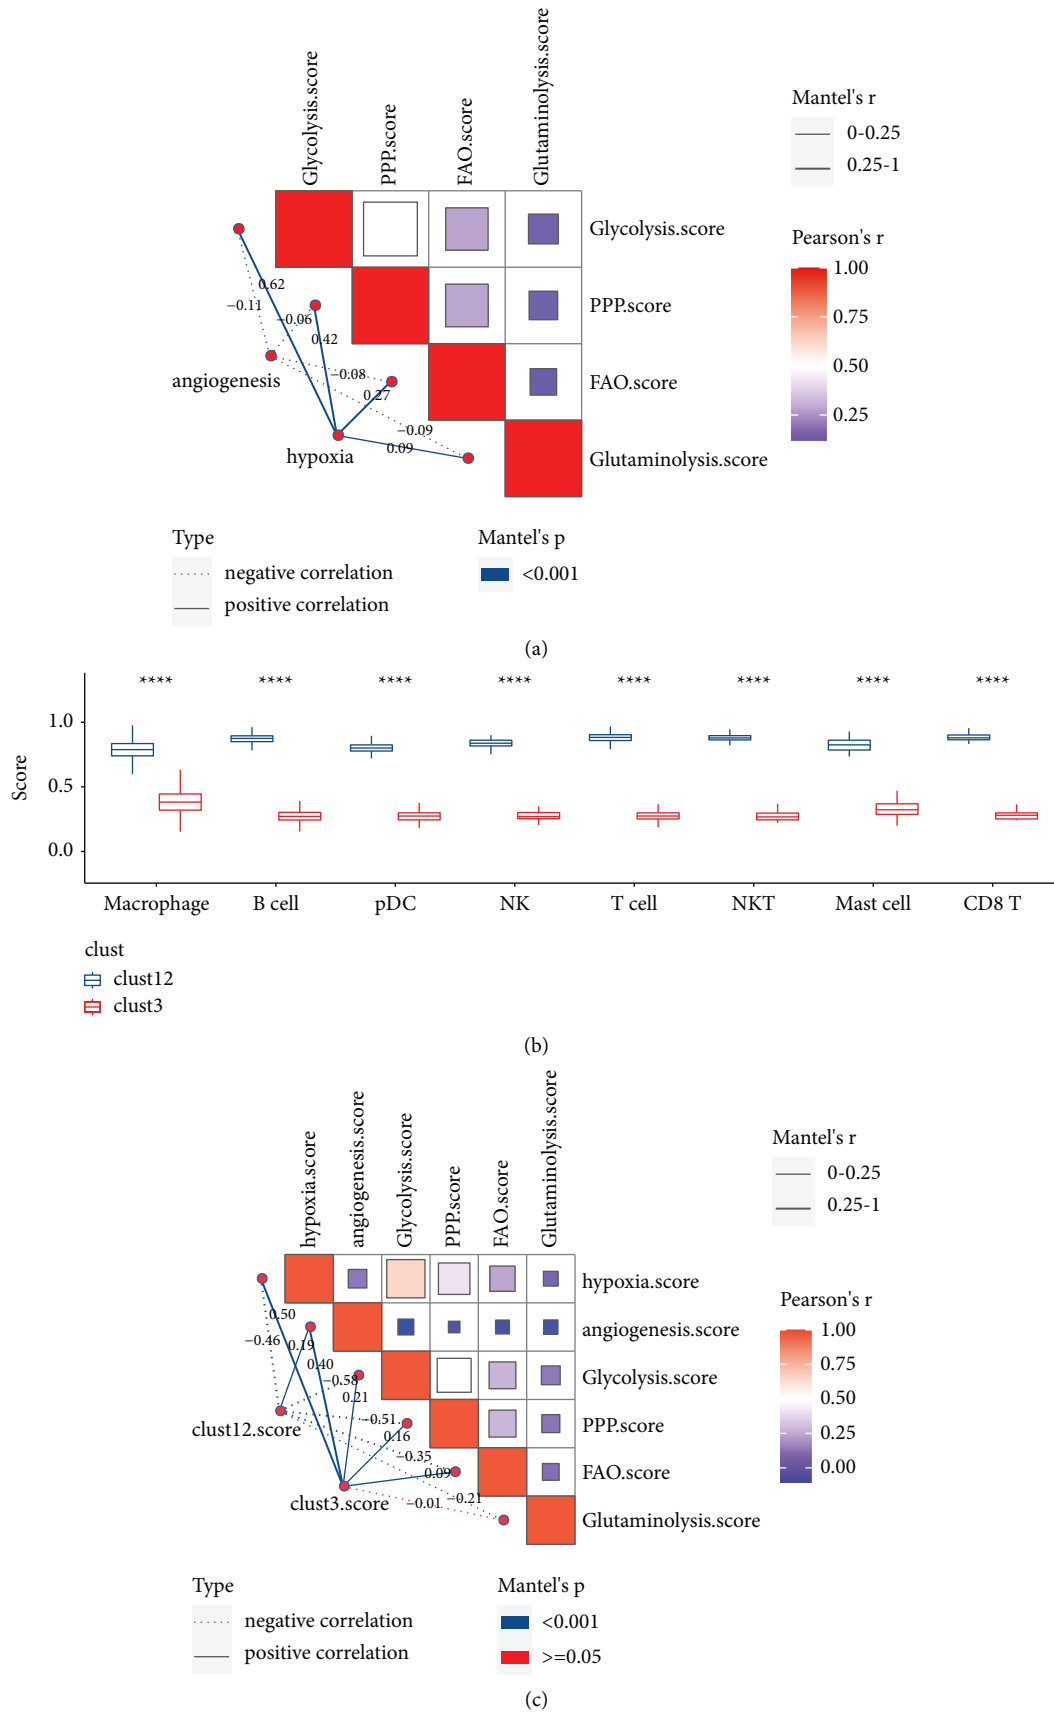 (a)
Glycolysis.score
PPP.score
FAO.score
Glutaminolysis.score
Mantel's r
0-0.25
0.25-1
Glycolysis.score
PPP.score
FAO.score
Glutaminolysis.score
Pearson's r
1.00
0.75
0.50
0.25
0.62
−0.11
−0.06
0.42
−0.08
0.27
−0.09
0.09
angiogenesis
hypoxia
Type
negative correlation
positive correlation
Mantel's p
<0.001
Score
1.0
0.5
0.0
**** **** **** **** **** **** **** ****
Macrophage B cell pDC NK T cell NKT Mast cell CD8 T
clust
clust12
clust3
(b)
hypoxia.score
angiogenesis.score
Glycolysis.score
PPP.score
FAO.score
Glutaminolysis.score
Mantel's r
0-0.25
0.25-1
hypoxia.score
angiogenesis.score
Glycolysis.score
PPP.score
FAO.score
Glutaminolysis.score
Pearson's r
1.00
0.75
0.50
0.25
0.00
0.50
−0.46
0.19
0.40
−0.58
0.21
−0.51
0.16
−0.35
0.09
−0.21
−0.01
clust12.score
clust3.score
Type
negative correlation
positive correlation
Mantel's p
<0.001
>=0.05
(c)